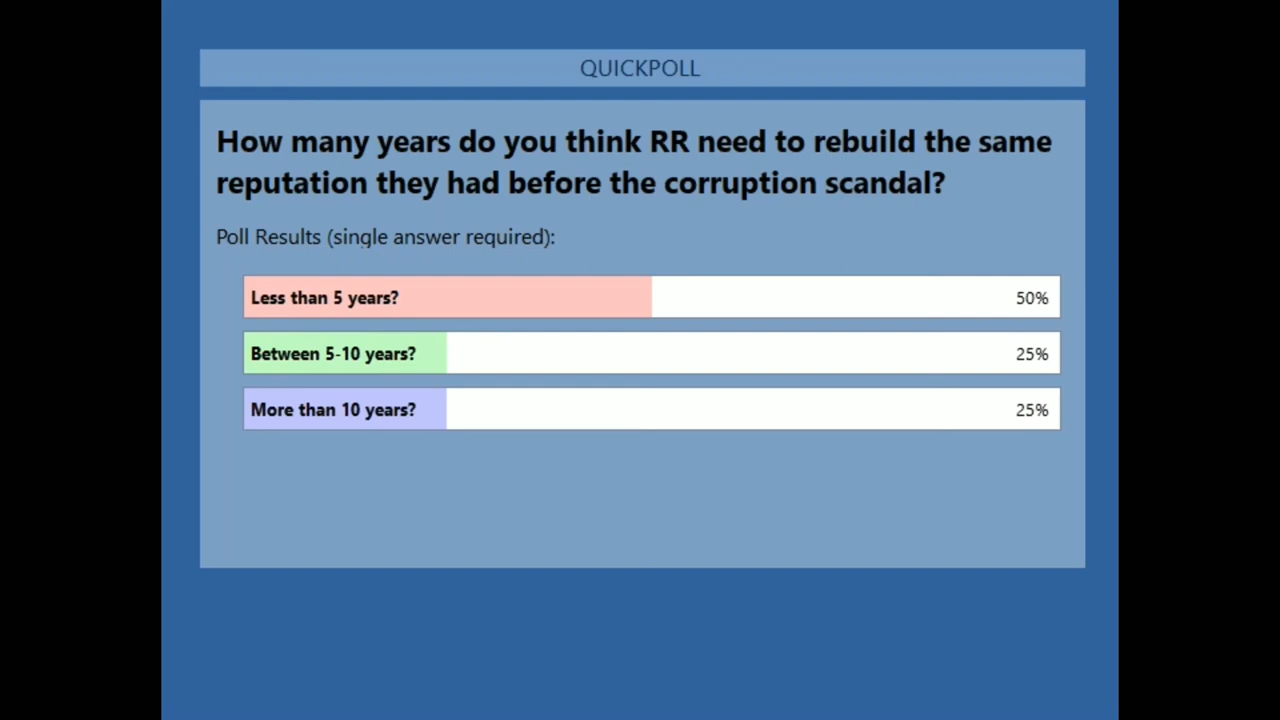 QUICKPOLL
How many years do you think RR need to rebuild the same
reputation they had before the corruption scandal?
Poll Results (single answer required):
Less than 5 years? 50%
Between 5-10 years? 25%
More than 10 years? 25%